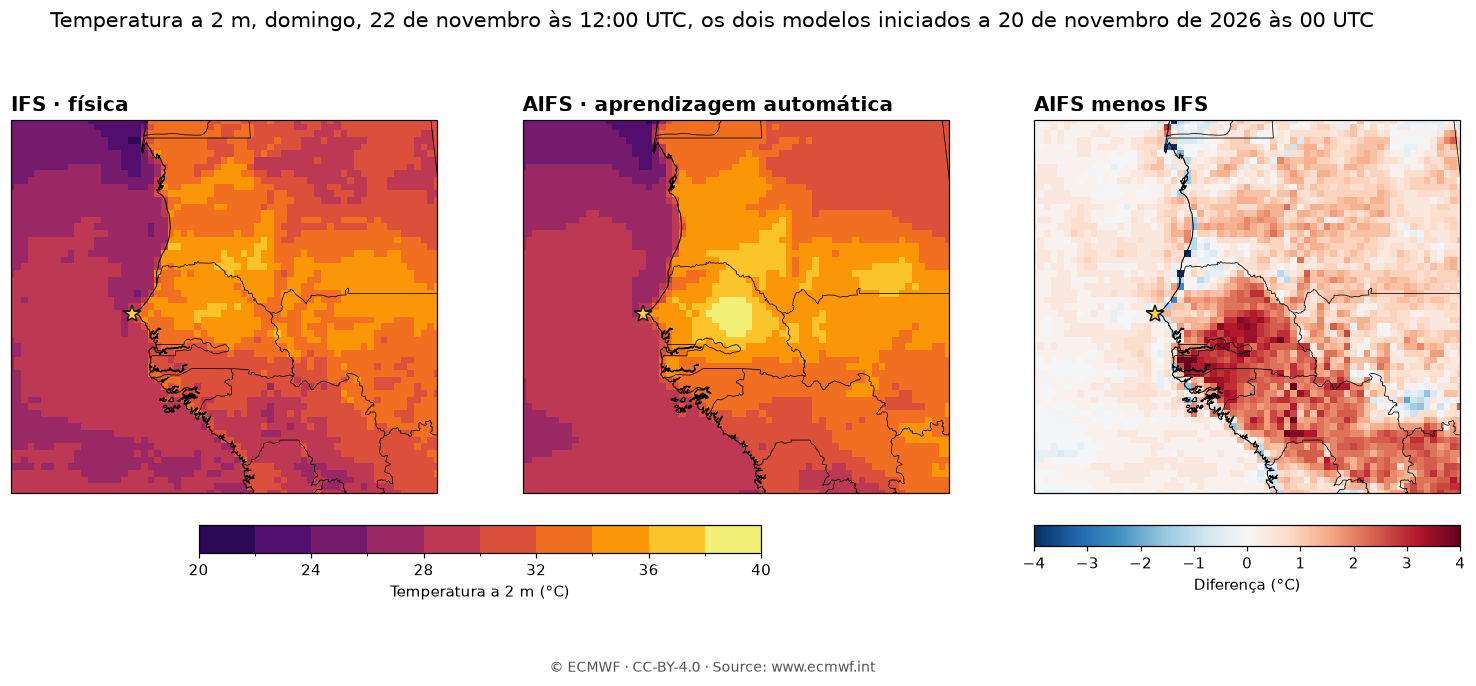 Temperatura a 2 m, domingo, 22 de novembro às 12:00 UTC, os dois modelos iniciados a 20 de novembro de 2026 às 00 UTC
IFS · física
AIFS · aprendizagem automática
AIFS menos IFS
20 24 28 32 36 40
Temperatura a 2 m (°C)
−4 −3 −2 −1 0 1 2 3 4
Diferença (°C)
© ECMWF · CC-BY-4.0 · Source: www.ecmwf.int